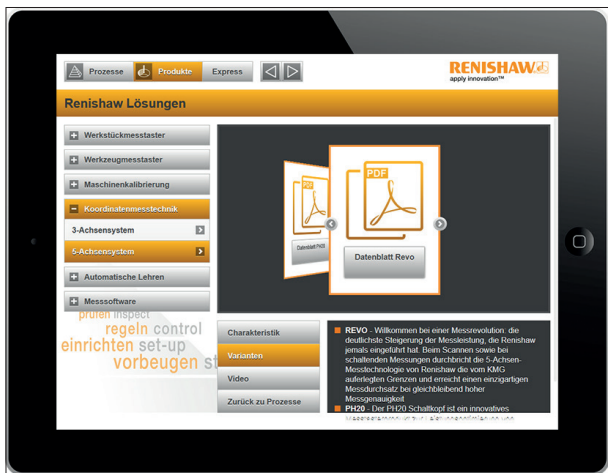 Prozesse Produkte Express
RENISHAW
apply innovation™
Renishaw Lösungen
Werkstückmesstaster
Werkzeugmesstaster
Maschinenkalibrierung
Koordinatenmesstechnik
3-Achsensystem
5-Achsensystem
Automatische Lehren
Messsoftware
prüfen inspect
regeln control
einrichten set-up
vorbeugen st
PDF
Datenblatt PH20
PDF
Datenblatt Revo
Charakteristik
Varianten
Video
Zurück zu Prozesse
REVO - Willkommen bei einer Messrevolution: die
deutlichste Steigerung der Messleistung, die Renishaw
jemals eingeführt hat. Beim Scannen sowie bei
schaltenden Messungen durchbricht die 5-Achsen-
Messtechnologie von Renishaw die vom KMG
auferlegten Grenzen und erreicht einen einzigartigen
Messdurchsatz bei gleichbleibend hoher
Messgenauigkeit
PH20 - Der PH20 Schaltkopf ist ein innovatives